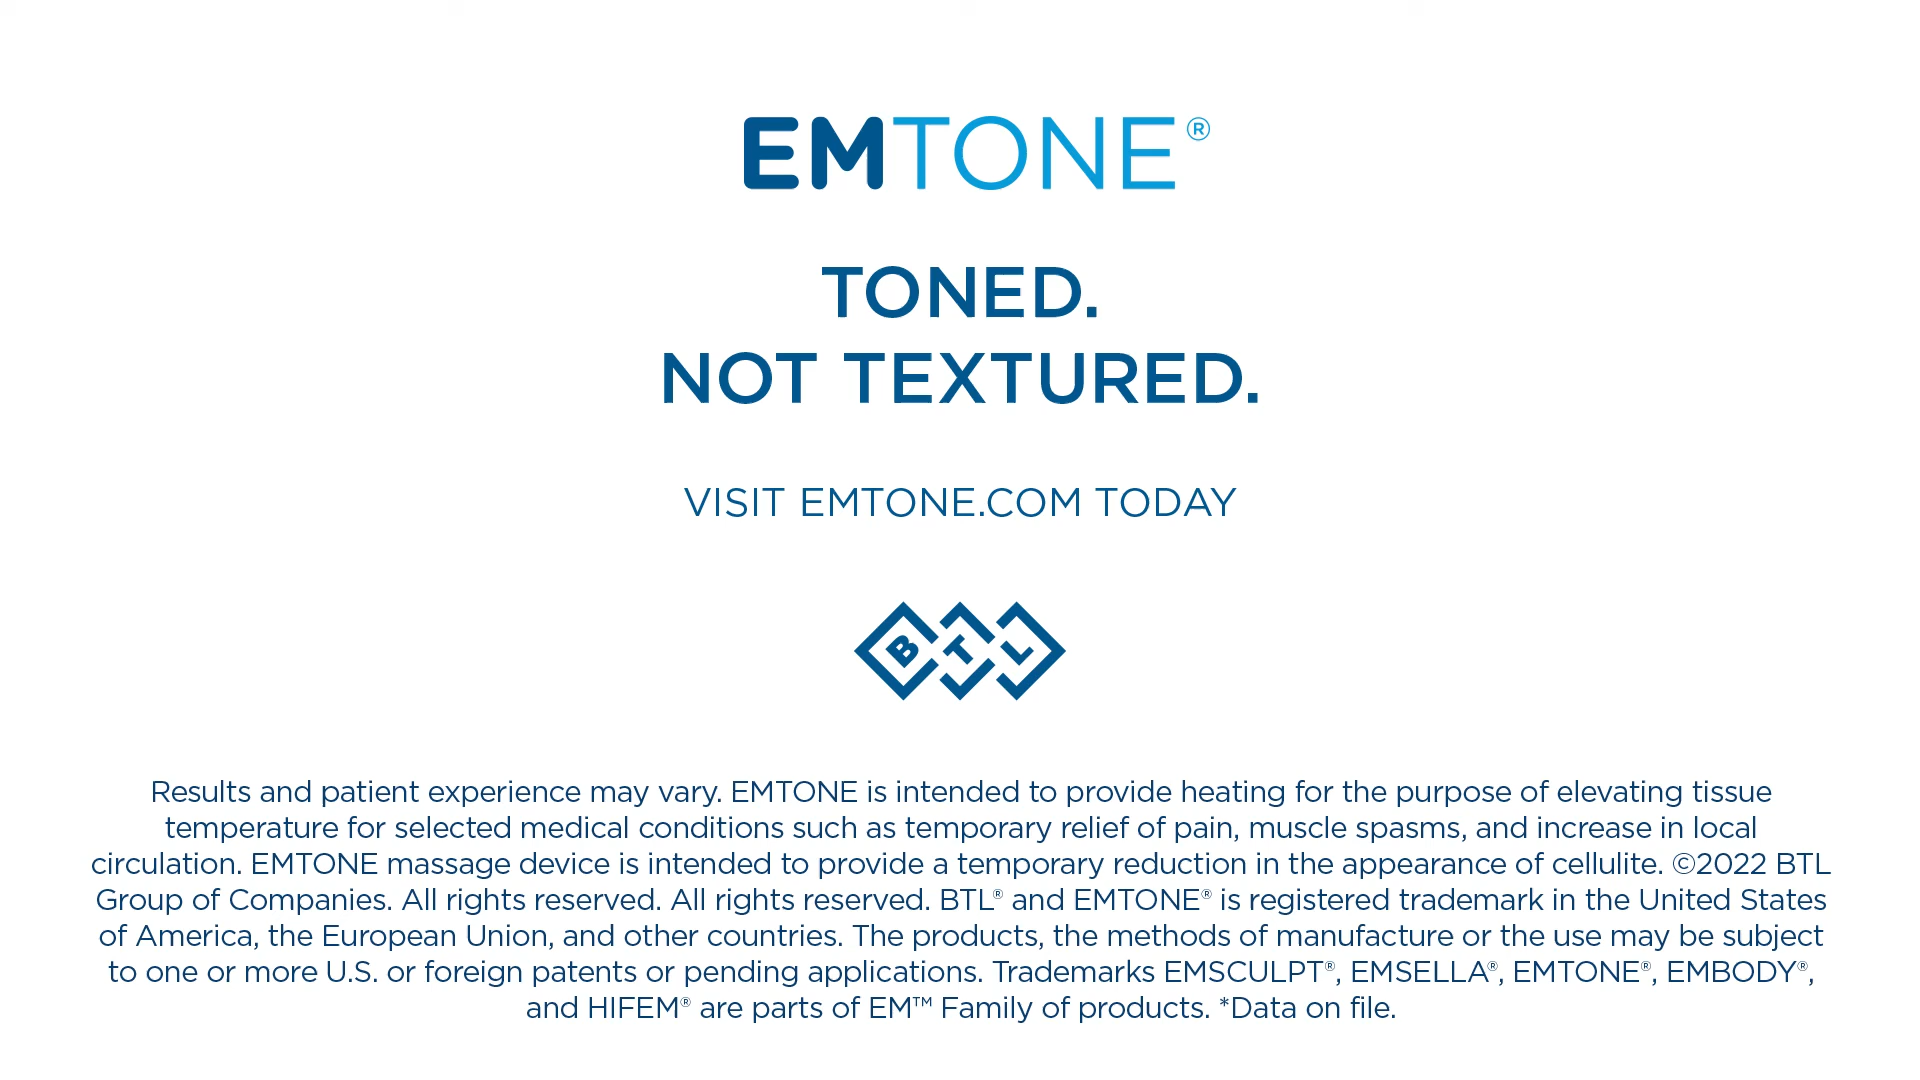 EMTONE®
TONED.
NOT TEXTURED.
VISIT EMTONE.COM TODAY
BTL
Results and patient experience may vary. EMTONE is intended to provide heating for the purpose of elevating tissue
temperature for selected medical conditions such as temporary relief of pain, muscle spasms, and increase in local
circulation. EMTONE massage device is intended to provide a temporary reduction in the appearance of cellulite. ©2022 BTL
Group of Companies. All rights reserved. All rights reserved. BTL® and EMTONE® is registered trademark in the United States
of America, the European Union, and other countries. The products, the methods of manufacture or the use may be subject
to one or more U.S. or foreign patents or pending applications. Trademarks EMSCULPT®, EMSELLA®, EMTONE®, EMBODY®,
and HIFEM® are parts of EM™ Family of products. *Data on file.